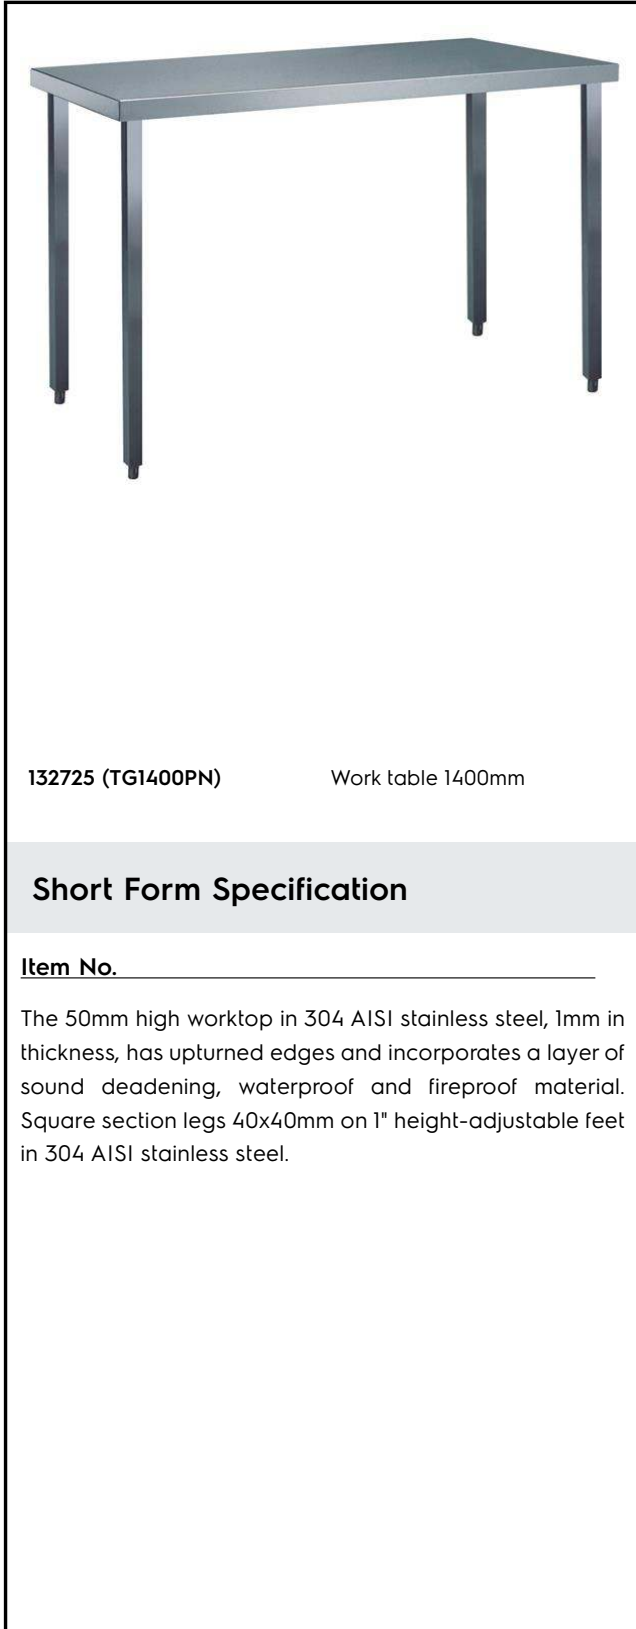 132725 (TG1400PN) Work table 1400mm
Short Form Specification
Item No.
The 50mm high worktop in 304 AISI stainless steel, 1mm in
thickness, has upturned edges and incorporates a layer of
sound deadening, waterproof and fireproof material.
Square section legs 40x40mm on 1" height-adjustable feet
in 304 AISI stainless steel.